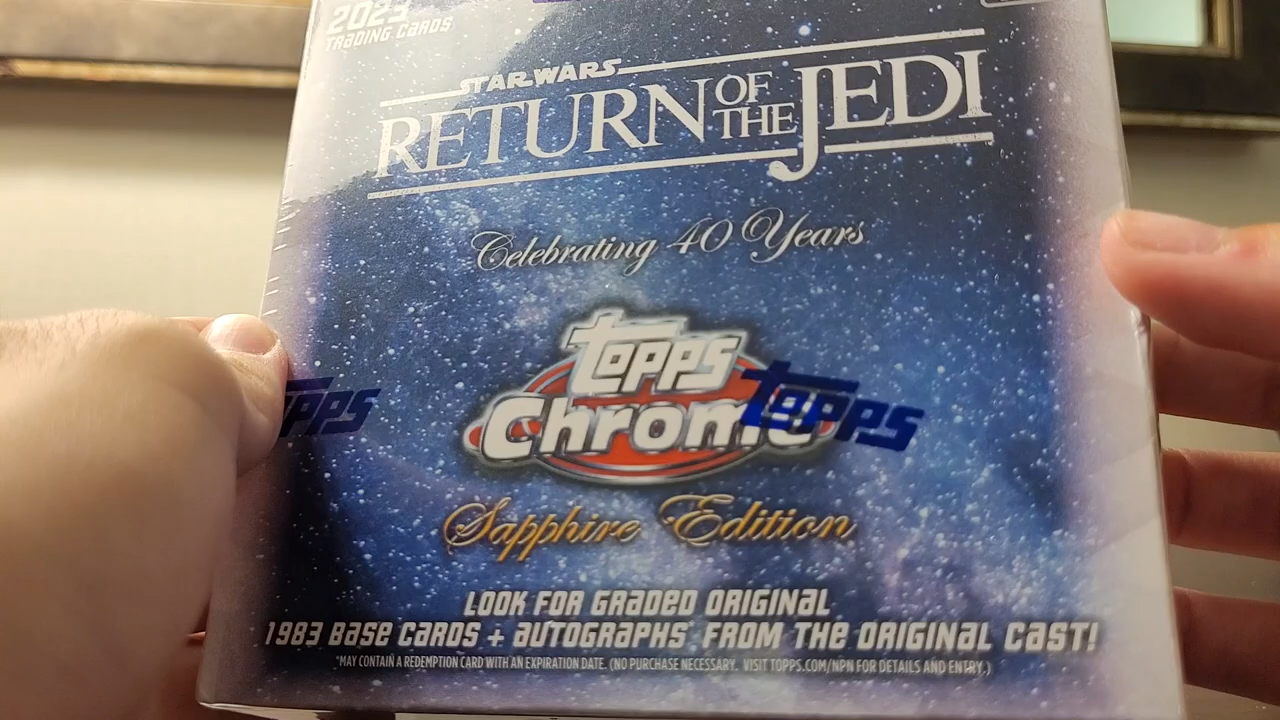 2023
TRADING CARDS
STAR WARS
RETURN OF THE JEDI
Celebrating 40 Years
topps
Chrome
topps
topps
Sapphire Edition
LOOK FOR GRADED ORIGINAL
1983 BASE CARDS + AUTOGRAPHS* FROM THE ORIGINAL CAST!
*MAY CONTAIN A REDEMPTION CARD WITH AN EXPIRATION DATE. (NO PURCHASE NECESSARY. VISIT TOPPS.COM/NPN FOR DETAILS AND ENTRY.)